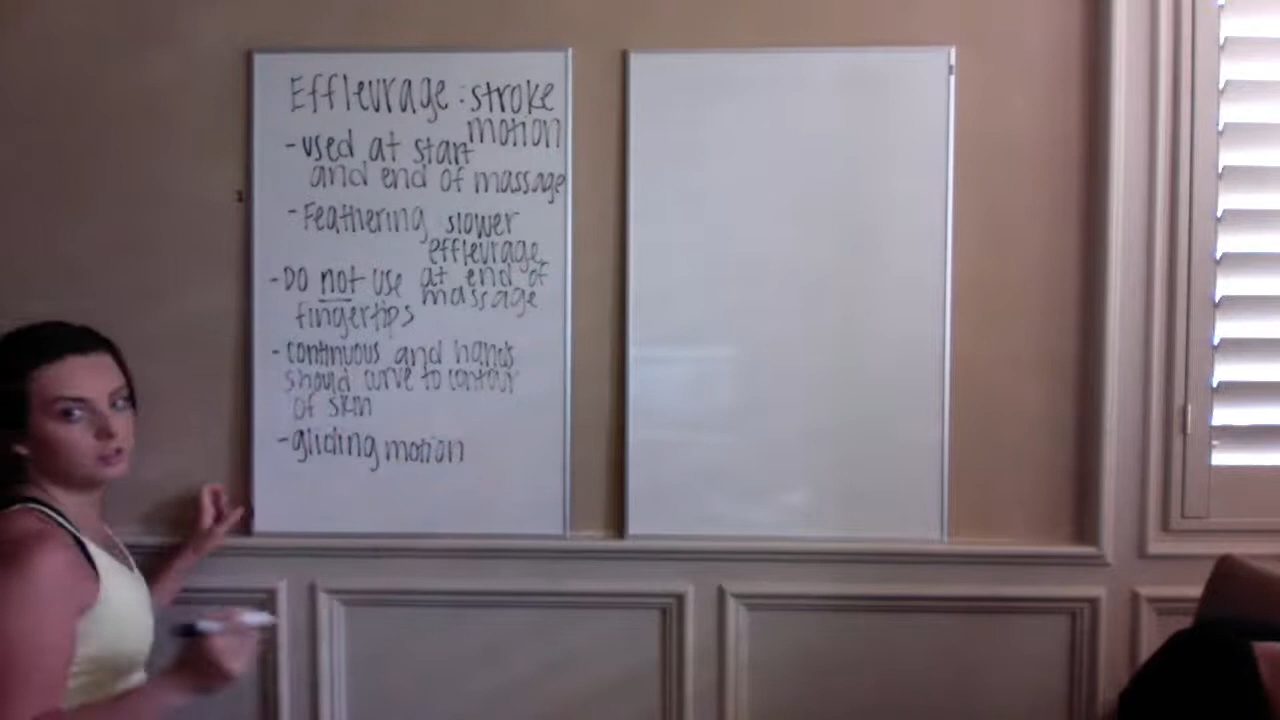 Effleurage : stroke
motion
- used at start
and end of massage
- Feathering slower
effleurage
at end of
massage
- Do not use
fingertips
- continuous and hands
should curve to contour
of skin
- gliding motion